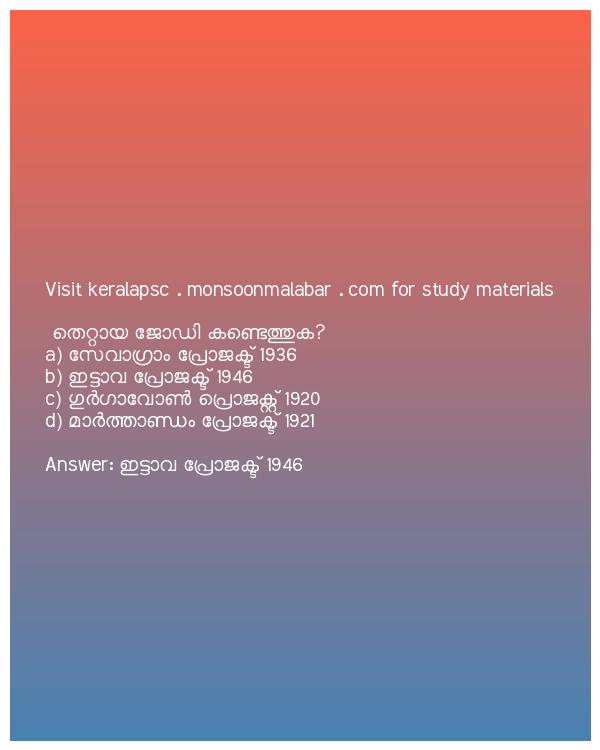 Visit keralapsc . monsoonmalabar . com for study materials
തെറ്റായ ജോഡി കണ്ടെത്തുക?
a) സേവാഗ്രാം പ്രോജക്ട് 1936
b) ഇട്ടാവ പ്രോജക്ട് 1946
c) ഗുർഗാവോൺ പ്രൊജക്റ്റ് 1920
d) മാർത്താണ്ഡം പ്രോജക്ട് 1921
Answer: ഇട്ടാവ പ്രോജക്ട് 1946